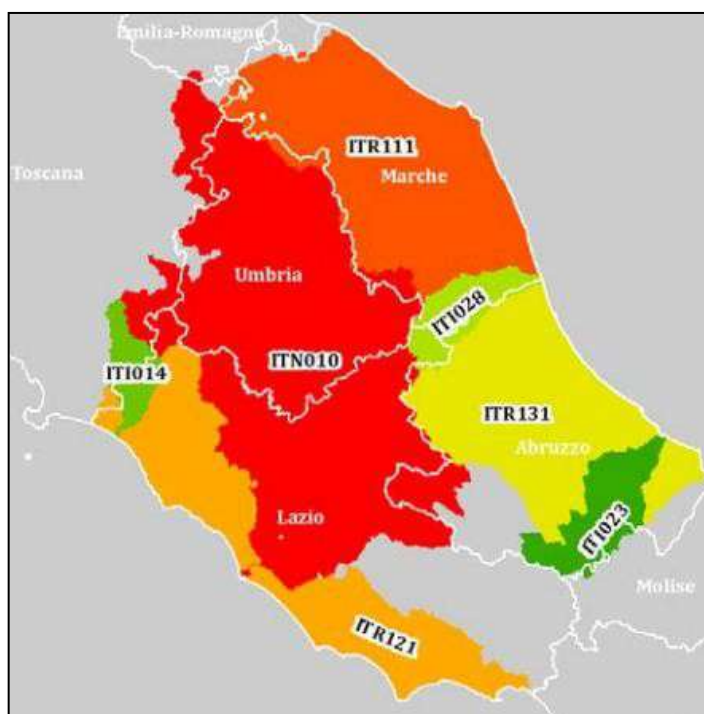 Emilia-Romagna
ITR111
Marche
Toscana
Umbria
ITI028
ITN010
ITI014
ITR131
Abruzzo
Lazio
ITI023
Molise
ITR121